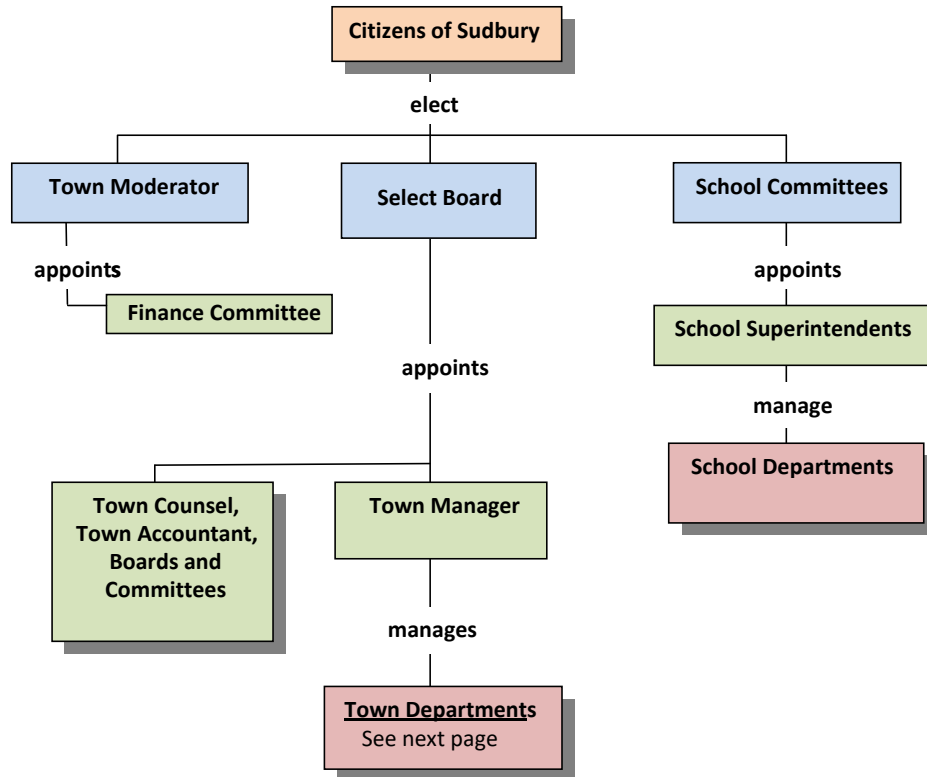 Citizens of Sudbury
elect
Town Moderator
Select Board
School Committees
appoints
appoints
Finance Committee
School Superintendents
appoints
manage
School Departments
Town Counsel,
Town Accountant,
Boards and
Committees
Town Manager
manages
Town Departments
See next page